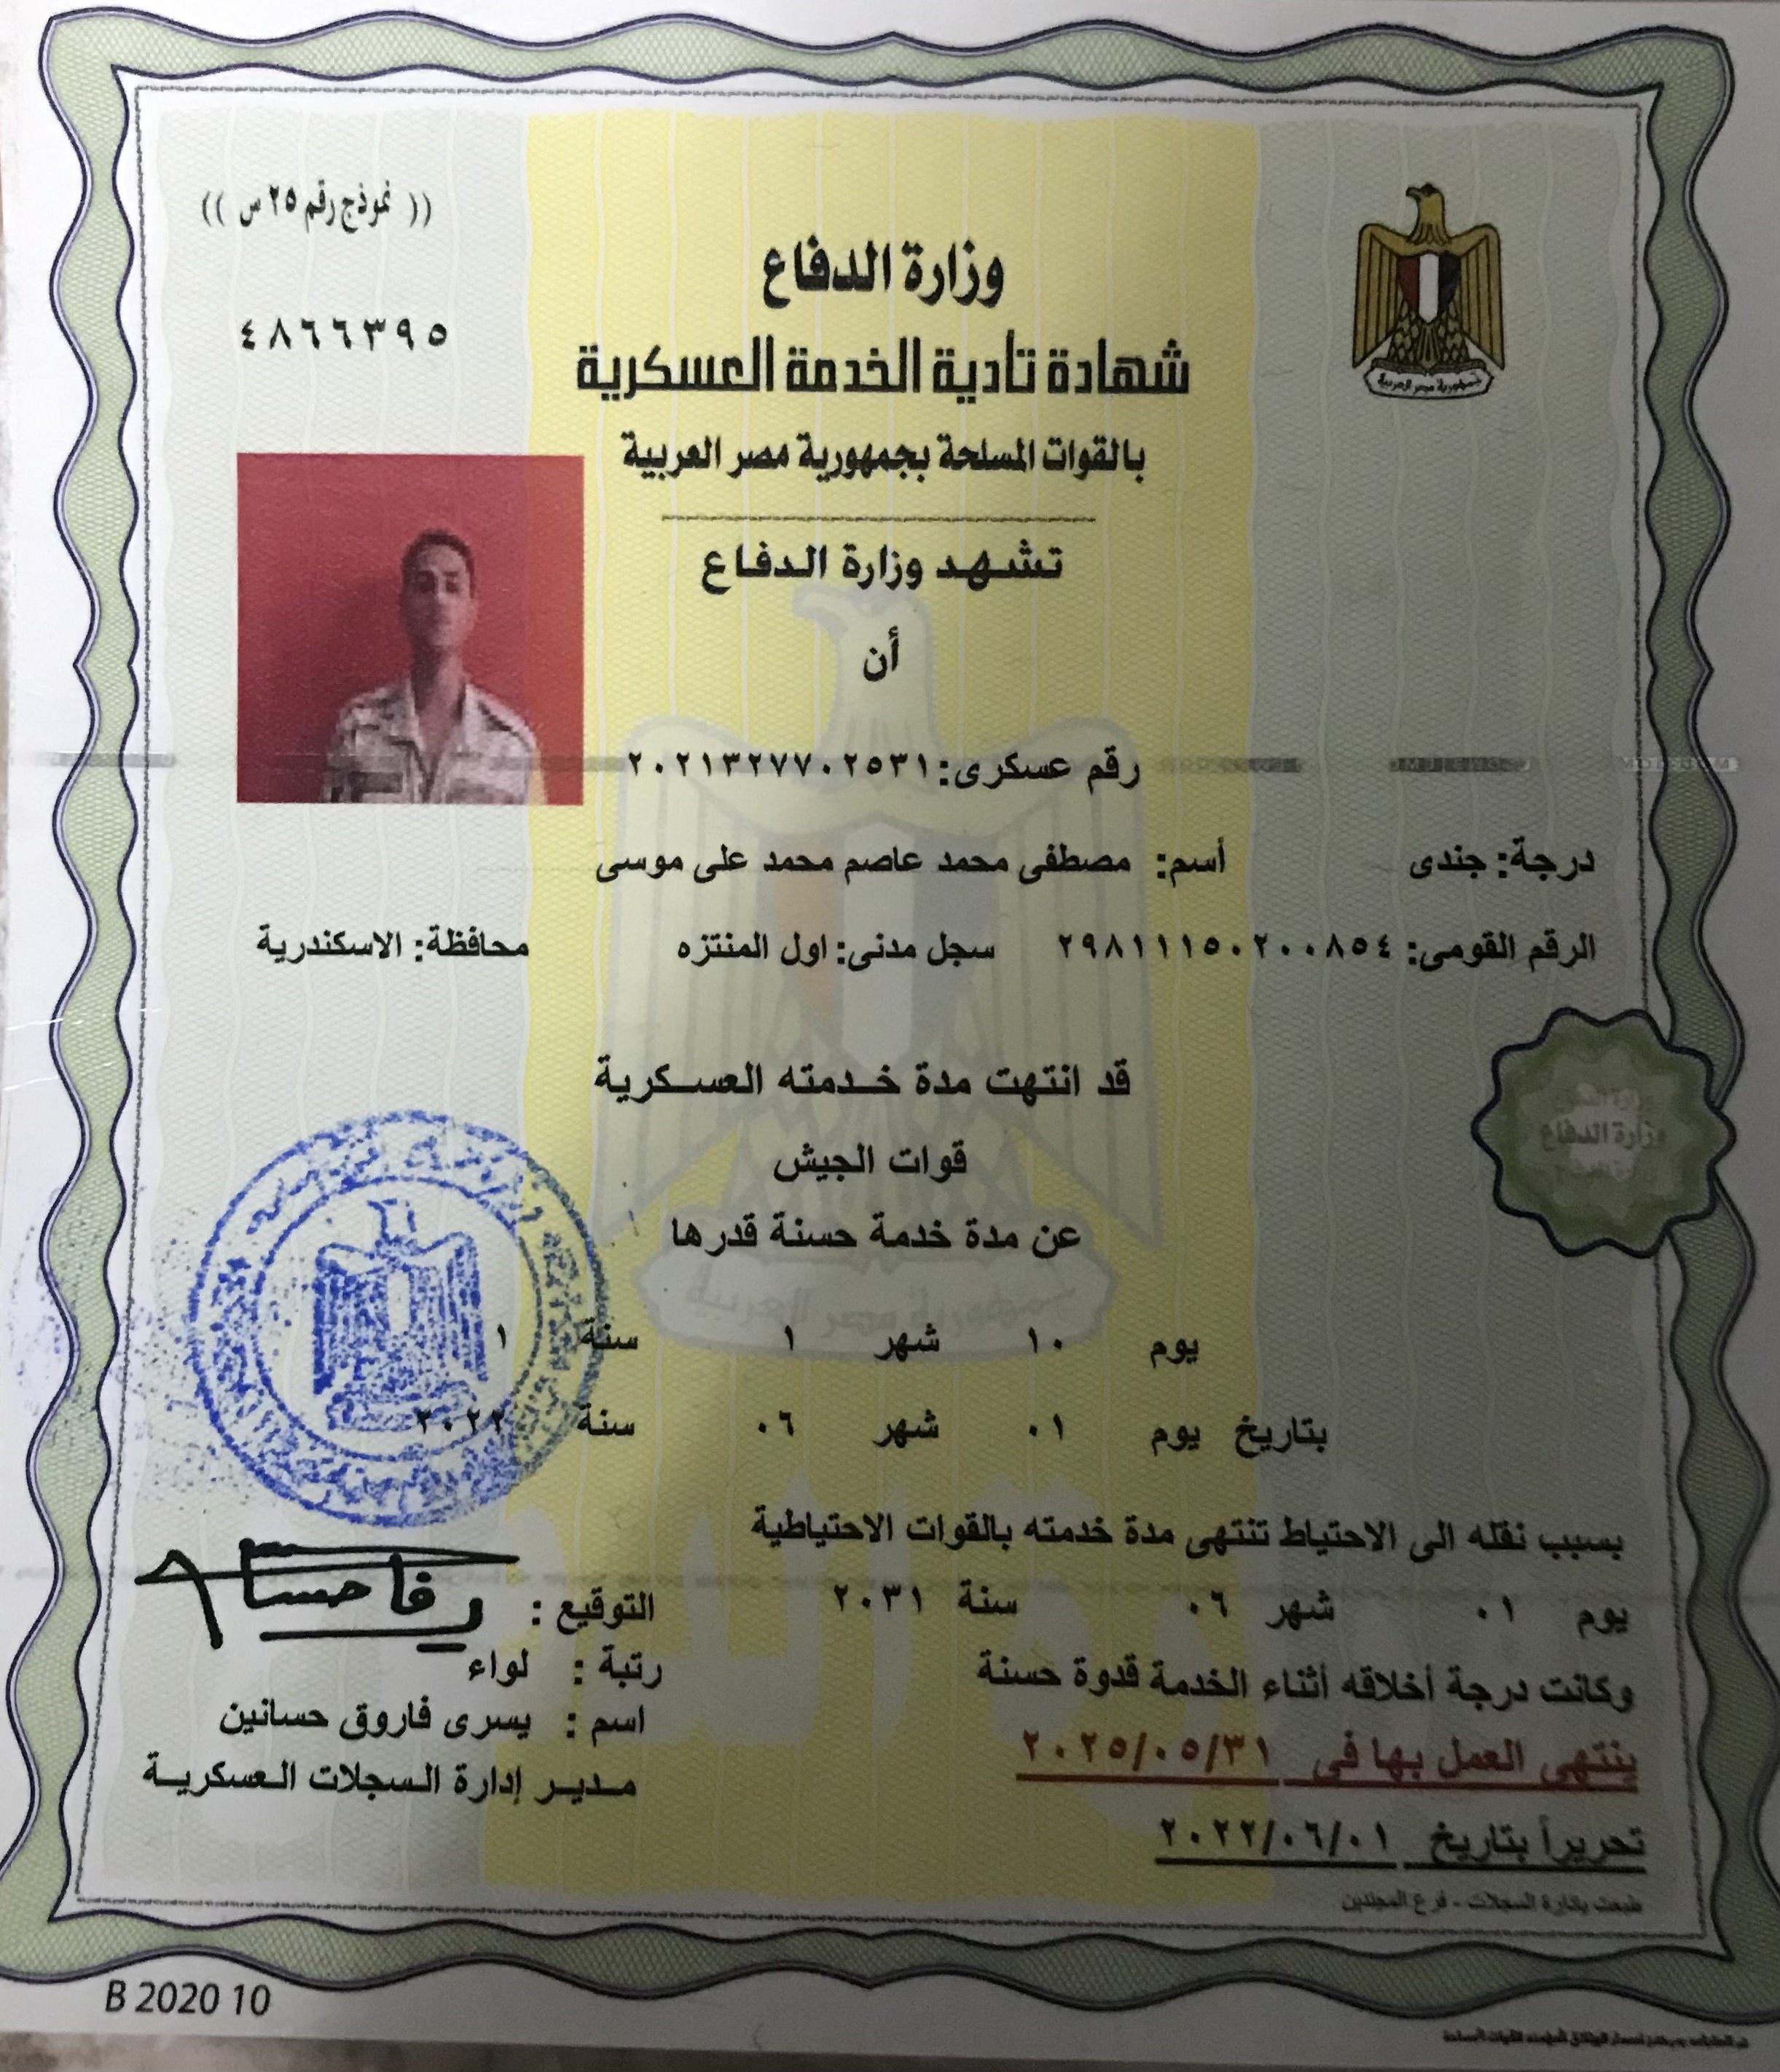 (( نموذج رقم ٢٥ س ))
٤٨٦٦٣٩٥
جمهورية مصر العربية
وزارة الدفاع
شهادة تأدية الخدمة العسكرية
بالقوات المسلحة بجمهورية مصر العربية
تشهد وزارة الدفاع
أن
رقم عسكرى: ٢٠٢١٣٢٧٧٠٢٥٣١
درجة: جندى أسم: مصطفى محمد عاصم محمد على موسى
الرقم القومى: ٢٩٨١١١٥٠٢٠٠٨٥٤ سجل مدنى: اول المنتزه محافظة: الاسكندرية
قد انتهت مدة خدمته العسكرية
وزارة الدفاع
قوات الجيش
عن مدة خدمة حسنة قدرها
يوم ١٠ شهر ١ سنة ١
بتاريخ يوم ٠١ شهر ٠٦ سنة ٢٠٢٢
بسبب نقله الى الاحتياط تنتهى مدة خدمته بالقوات الاحتياطية
يوم ٠١ شهر ٠٦ سنة ٢٠٣١
وكانت درجة أخلاقه أثناء الخدمة قدوة حسنة
ينتهى العمل بها فى ٢٠٢٥/٠٥/٣١
تحريراً بتاريخ ٢٠٢٢/٠٦/٠١
طبعت بادارة السجلات - فرع المجندين
التوقيع :
رتبة : لواء
اسم : يسرى فاروق حسانين
مدير إدارة السجلات العسكرية
B 2020 10